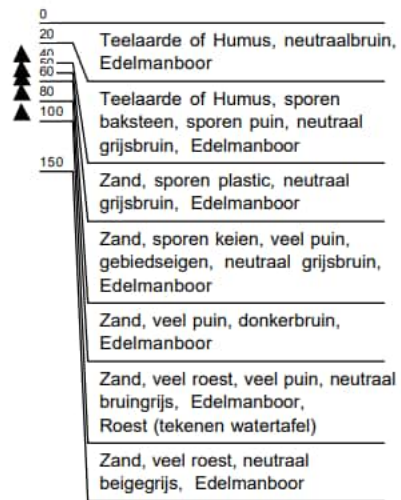 0
20
Teelaarde of Humus, neutraalbruin,
Edelmanboor
40
50
60
80
100
Teelaarde of Humus, sporen
baksteen, sporen puin, neutraal
grijsbruin, Edelmanboor
150
Zand, sporen plastic, neutraal
grijsbruin, Edelmanboor
Zand, sporen keien, veel puin,
gebiedseigen, neutraal grijsbruin,
Edelmanboor
Zand, veel puin, donkerbruin,
Edelmanboor
Zand, veel roest, veel puin, neutraal
bruingrijs, Edelmanboor,
Roest (tekenen watertafel)
Zand, veel roest, neutraal
beigegrijs, Edelmanboor